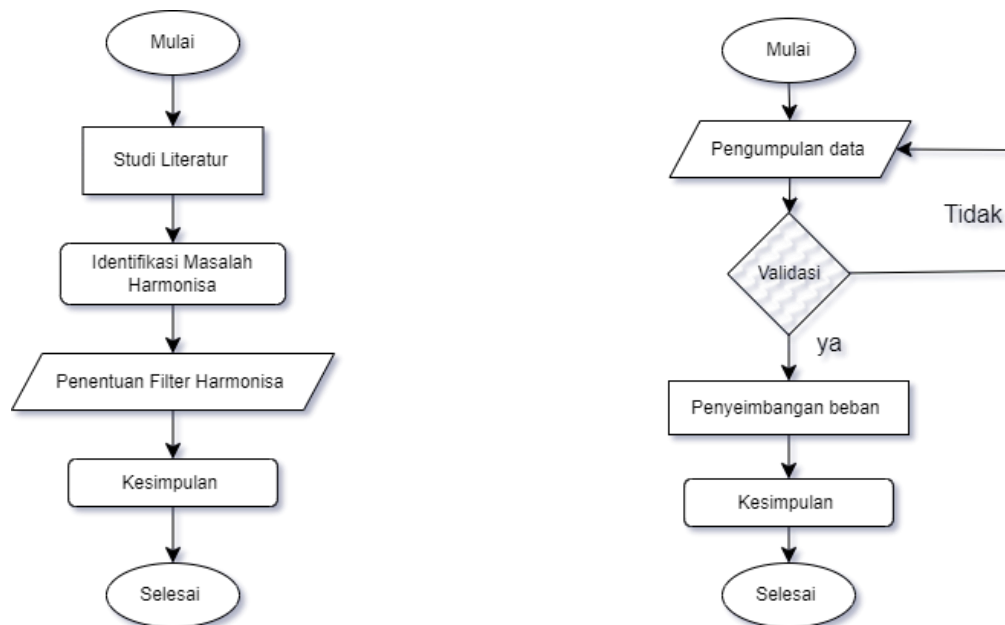 Mulai
Studi Literatur
Identifikasi Masalah
Harmonisa
Penentuan Filter Harmonisa
Kesimpulan
Selesai
Mulai
Pengumpulan data
Tidak
Validasi
ya
Penyeimbangan beban
Kesimpulan
Selesai